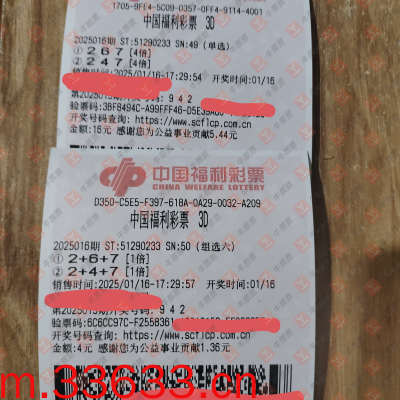 1705-9FE4-5C09-0357-0FF4-9114-4001
中国福利彩票 3D
2025016期 ST:51290233 SN:49 (单选)
① 2 6 7 [4倍]
② 2 4 7 [4倍]
销售时间:2025/01/16-17:29:54 开奖时间:01/16
9 4 2
验票码:3BF8494C-A99FFF46-D5E35A80
开奖号码查询: https://www.scflcp.com
金额:16元 感谢您为公益事业贡献5.44元
中国福利彩票
CHINA WELFARE LOTTERY
D350-C5E5-F397-618A-0A29-0032-A209
中国福利彩票 3D
2025016期 ST:51290233 SN:50 (组选六)
① 2+6+7 [1倍]
② 2+4+7 [1倍]
销售时间:2025/01/16-17:29:57 开奖时间:01/16
开奖号码: 9 4 2
验票码:6C6CC97C-F2558361
开奖号码查询: https://www.scflcp.com
金额:4元 感谢您为公益事业贡献1.36元
m.33633.cn